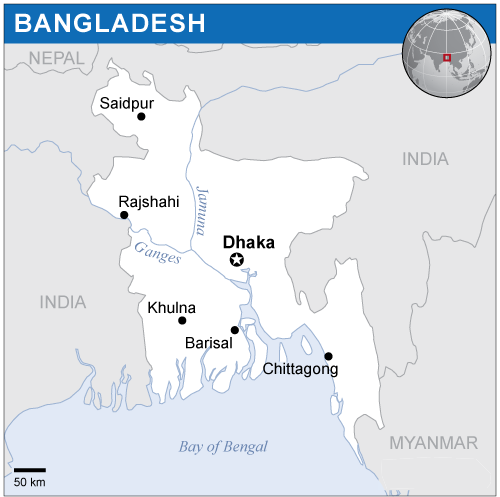 BANGLADESH
NEPAL
Saidpur
INDIA
Rajshahi
Jamuna
Dhaka
Ganges
INDIA
Khulna
Barisal
Chittagong
Bay of Bengal
MYANMAR
50 km